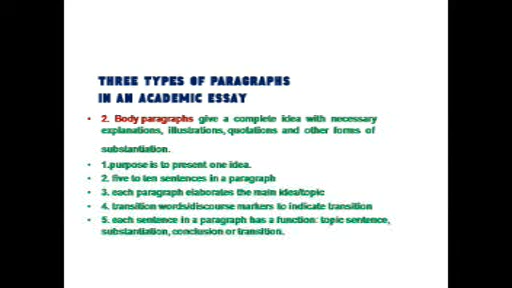 THREE TYPES OF PARAGRAPHS
IN AN ACADEMIC ESSAY
• 2. Body paragraphs give a complete idea with necessary
explanations, illustrations, quotations and other forms of
substantiation.
• 1.purpose is to present one idea.
• 2. five to ten sentences in a paragraph
• 3. each paragraph elaborates the main idea/topic
• 4. transition words/discourse markers to indicate transition
• 5. each sentence in a paragraph has a function: topic sentence,
substantiation, conclusion or transition.